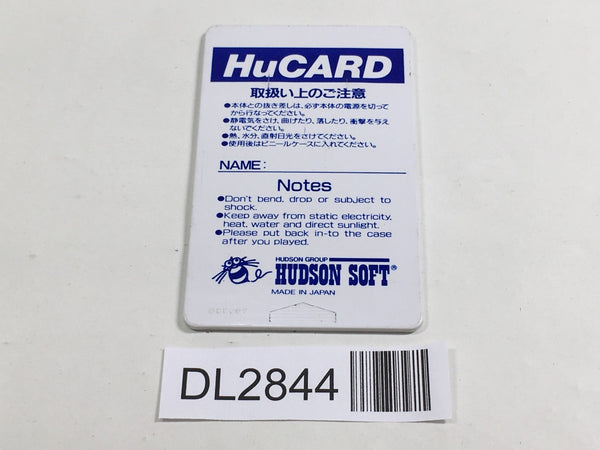 HuCARD
取扱い上のご注意
●本体との抜き差しは、必ず本体の電源を切って
から行なってください。
●静電気をさけ、曲げたり、落したり、衝撃を与え
ないでください。
●熱、水分、直射日光をさけてください。
●使用後はビニールケースに入れてください。
NAME:
Notes
●Don't bend, drop or subject to
shock.
●Keep away from static electricity,
heat, water and direct sunlight.
●Please put back in-to the case
after you played.
HUDSON GROUP
HUDSON SOFT®
MADE IN JAPAN
DL2844